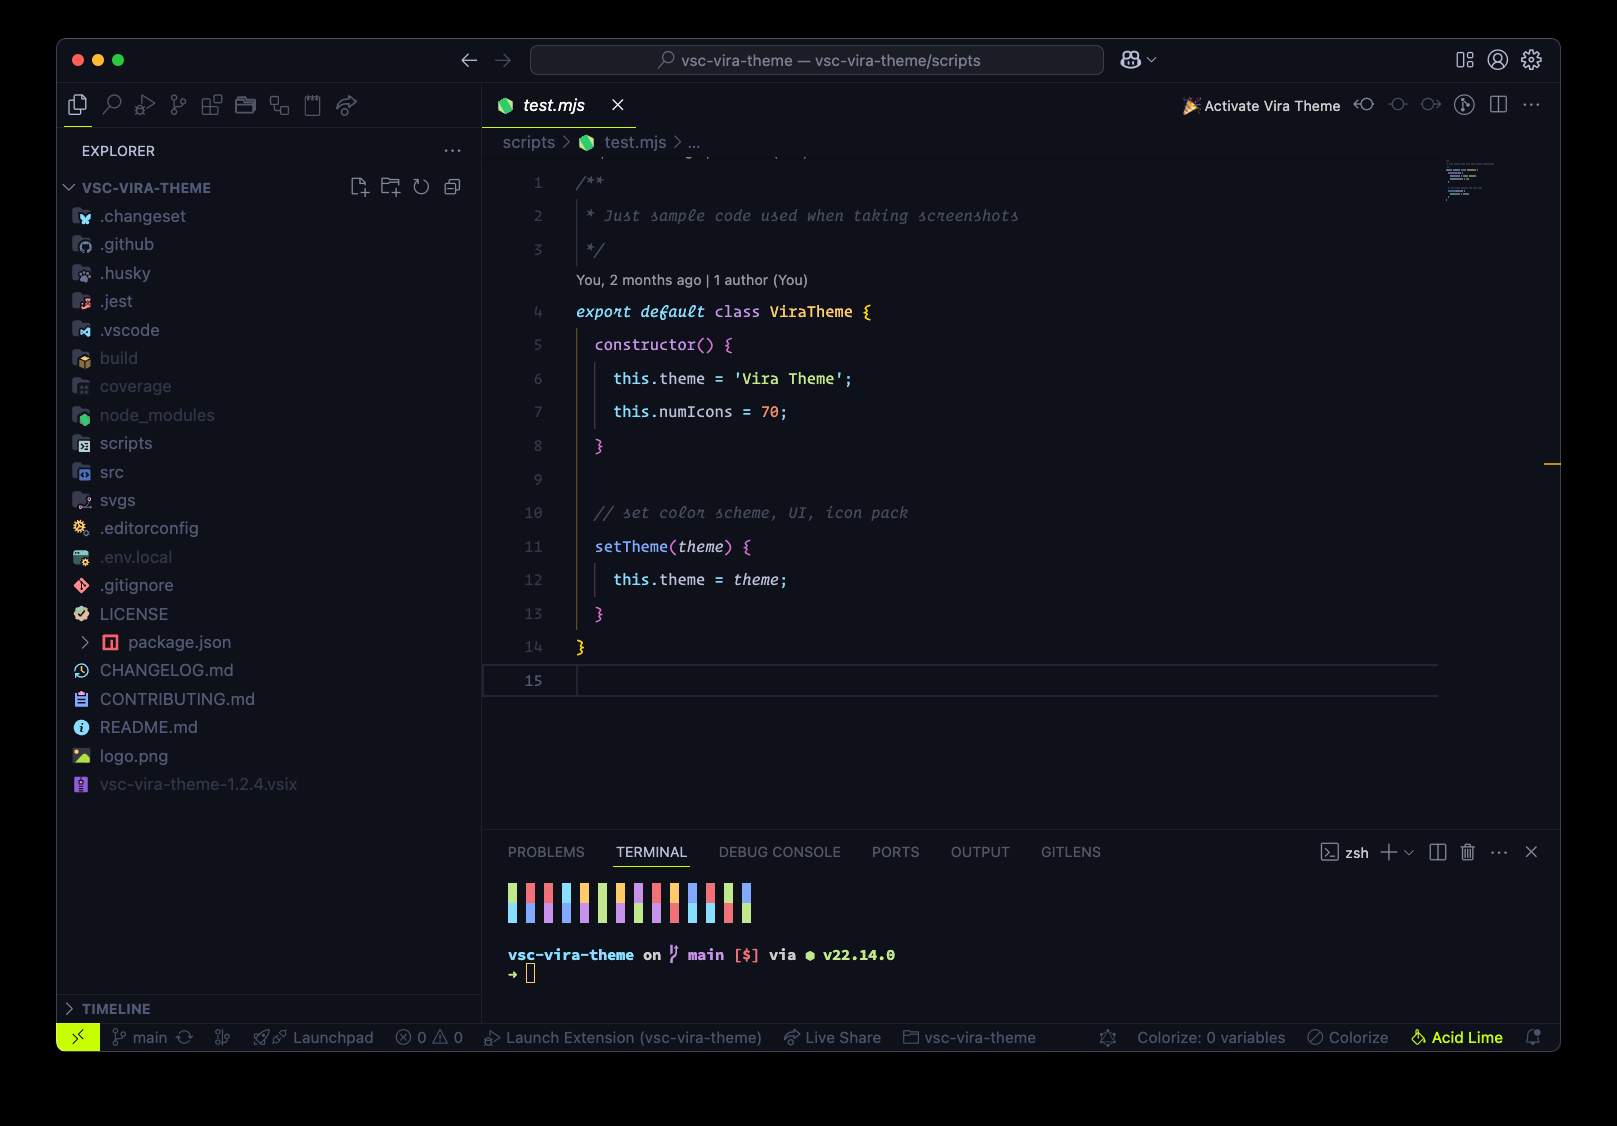 vsc-vira-theme — vsc-vira-theme/scripts
test.mjs
Activate Vira Theme
EXPLORER
scripts > test.mjs > ...
VSC-VIRA-THEME
.changeset
.github
.husky
.jest
.vscode
build
coverage
node_modules
scripts
src
svgs
.editorconfig
.env.local
.gitignore
LICENSE
package.json
CHANGELOG.md
CONTRIBUTING.md
README.md
logo.png
vsc-vira-theme-1.2.4.vsix
TIMELINE
1 /**
2 * Just sample code used when taking screenshots
3 */
You, 2 months ago | 1 author (You)
4 export default class ViraTheme {
5 constructor() {
6 this.theme = 'Vira Theme';
7 this.numIcons = 70;
8 }
9
10 // set color scheme, UI, icon pack
11 setTheme(theme) {
12 this.theme = theme;
13 }
14 }
15
PROBLEMS TERMINAL DEBUG CONSOLE PORTS OUTPUT GITLENS
zsh
vsc-vira-theme on main [$] via v22.14.0
➜
main Launchpad 0 0 Launch Extension (vsc-vira-theme) Live Share vsc-vira-theme Colorize: 0 variables Colorize Acid Lime